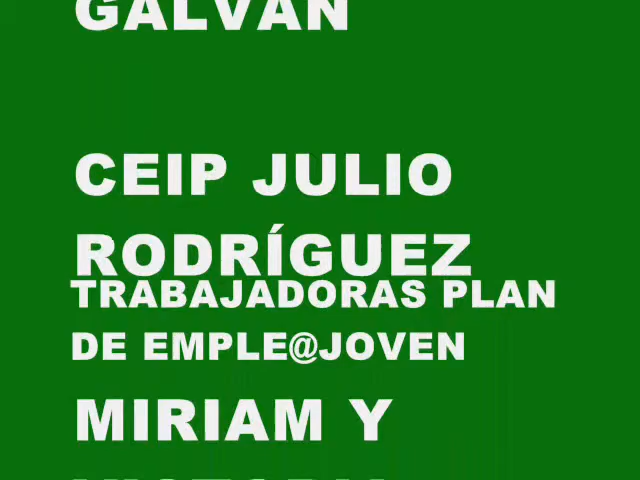 GALVÁN
CEIP JULIO
RODRÍGUEZ
TRABAJADORAS PLAN
DE EMPLE@JOVEN
MIRIAM Y